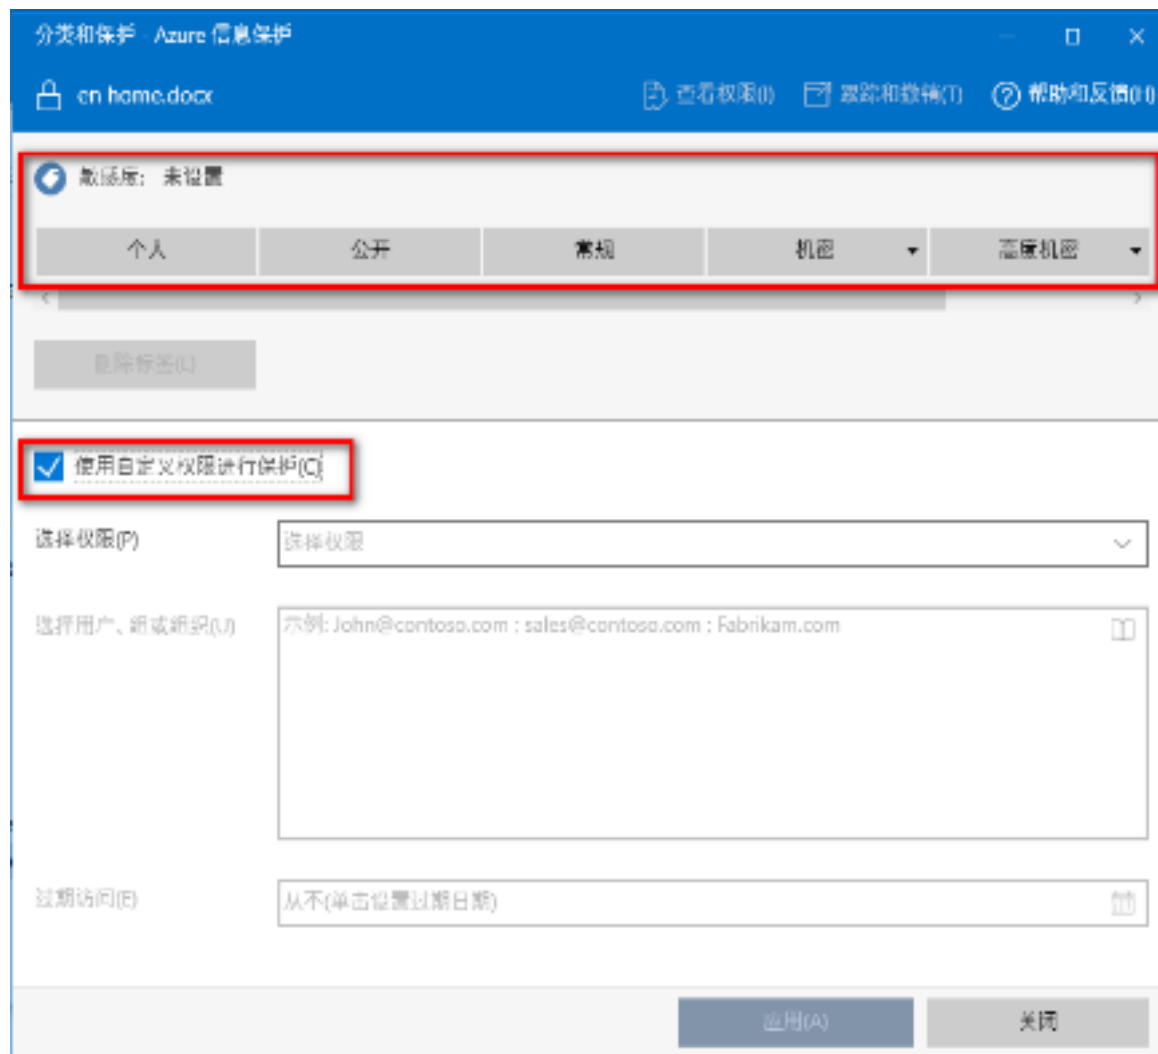 分类和保护 - Azure 信息保护
en home.docx 查看权限(I) 跟踪和撤销(T) 帮助和反馈(H)
敏感度: 未设置
个人 公开 常规 机密 高度机密
删除标签(L)
使用自定义权限进行保护(C)
选择权限(P) 选择权限
选择用户、组或组织(U) 示例: John@contoso.com ; sales@contoso.com ; Fabrikam.com
过期访问(E) 从不(单击设置过期日期)
应用(A) 关闭